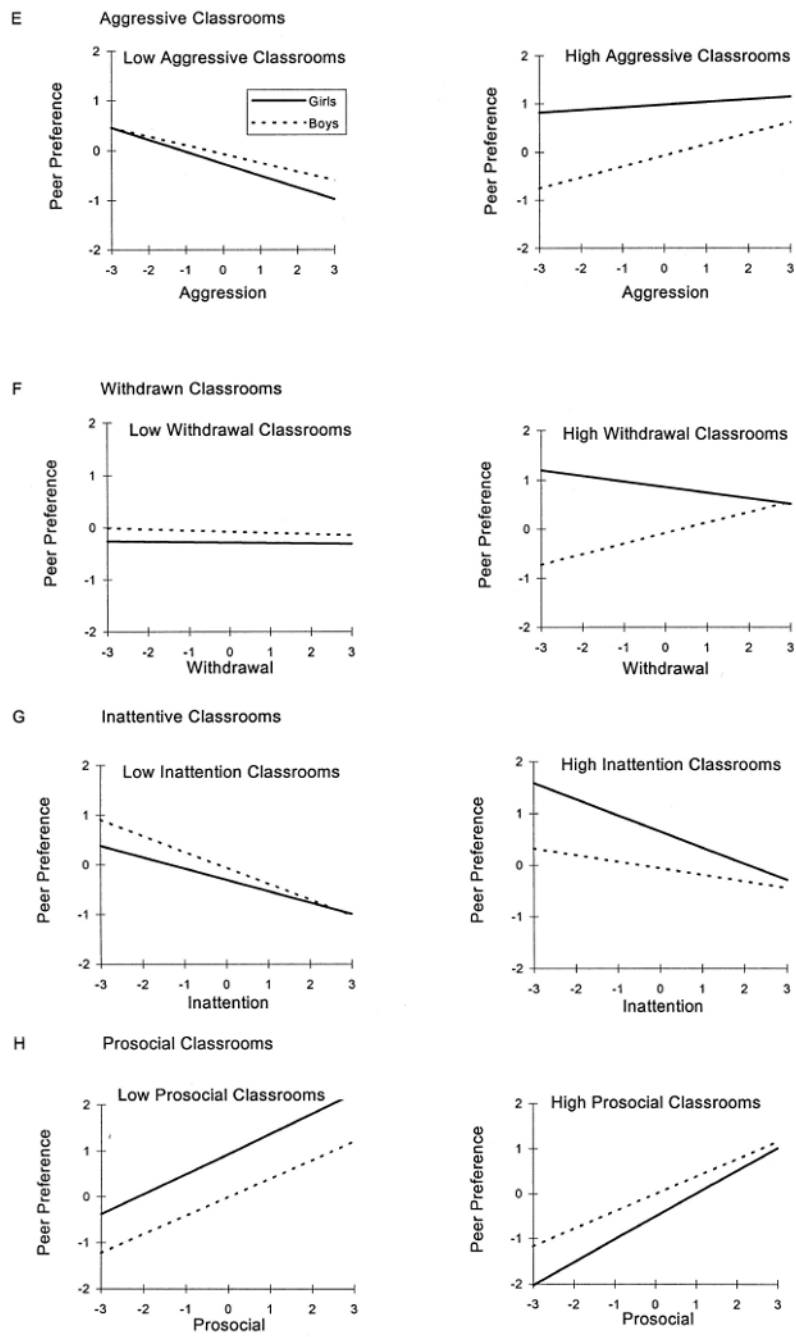 E Aggressive Classrooms
Low Aggressive Classrooms
Peer Preference
2
1
0
-1
-2
Girls
Boys
-3 -2 -1 0 1 2 3
Aggression
High Aggressive Classrooms
Peer Preference
2
1
0
-1
-2
-3 -2 -1 0 1 2 3
Aggression
F Withdrawn Classrooms
Low Withdrawal Classrooms
Peer Preference
2
1
0
-1
-2
-3 -2 -1 0 1 2 3
Withdrawal
High Withdrawal Classrooms
Peer Preference
2
1
0
-1
-2
-3 -2 -1 0 1 2 3
Withdrawal
G Inattentive Classrooms
Low Inattention Classrooms
Peer Preference
2
1
0
-1
-2
-3 -2 -1 0 1 2 3
Inattention
High Inattention Classrooms
Peer Preference
2
1
0
-1
-2
-3 -2 -1 0 1 2 3
Inattention
H Prosocial Classrooms
Low Prosocial Classrooms
Peer Preference
2
1
0
-1
-2
-3 -2 -1 0 1 2 3
Prosocial
High Prosocial Classrooms
Peer Preference
2
1
0
-1
-2
-3 -2 -1 0 1 2 3
Prosocial